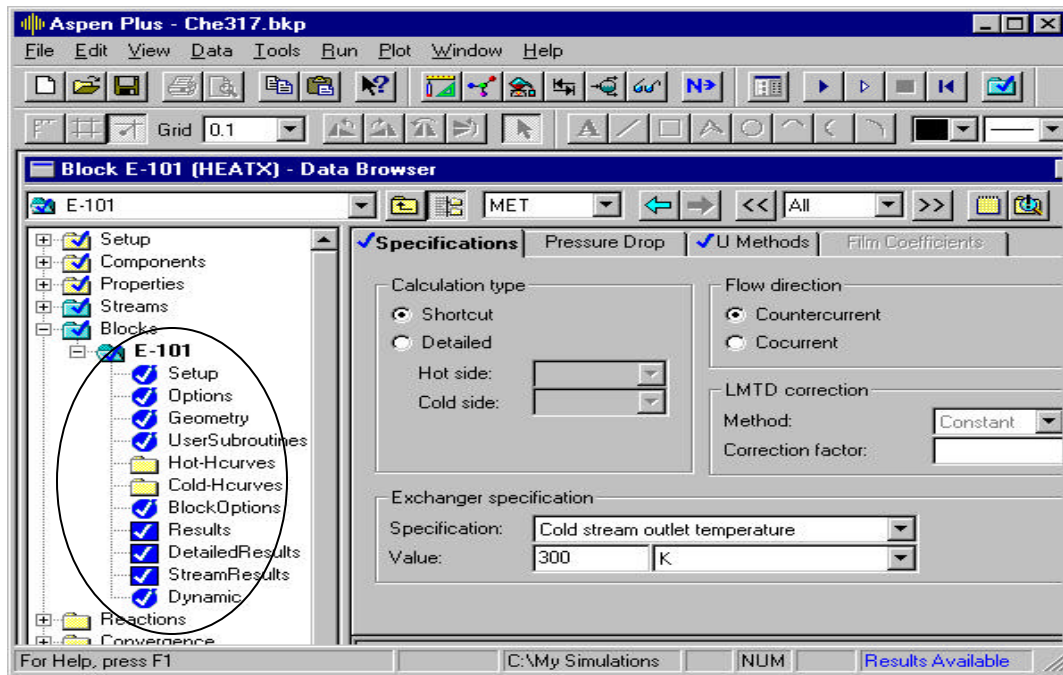 Aspen Plus - Che317.bkp
File Edit View Data Tools Run Plot Window Help
N
Grid 0.1
A
Block E-101 (HEATX) - Data Browser
E-101
MET
<< All >>
Setup
Components
Properties
Streams
Blocks
E-101
Setup
Options
Geometry
UserSubroutines
Hot-Hcurves
Cold-Hcurves
BlockOptions
Results
DetailedResults
StreamResults
Dynamic
Reactions
Convergence
Specifications Pressure Drop U Methods Film Coefficients
Calculation type
Shortcut
Detailed
Hot side:
Cold side:
Flow direction
Countercurrent
Cocurrent
LMTD correction
Method: Constant
Correction factor:
Exchanger specification
Specification: Cold stream outlet temperature
Value: 300 K
For Help, press F1 C:\My Simulations NUM Results Available